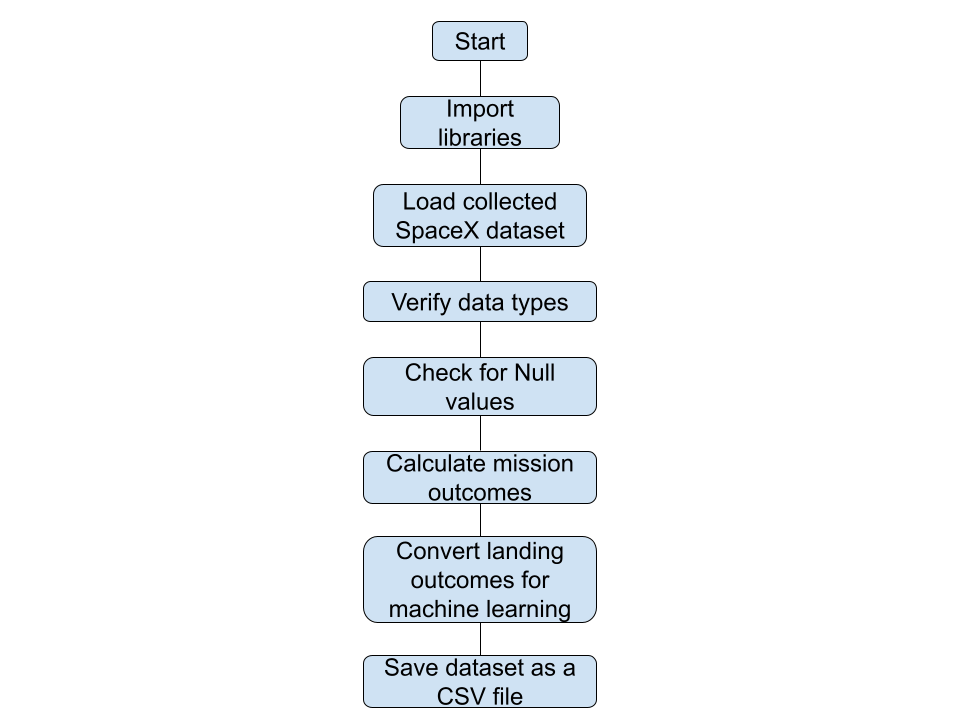 Start
Import
libraries
Load collected
SpaceX dataset
Verify data types
Check for Null
values
Calculate mission
outcomes
Convert landing
outcomes for
machine learning
Save dataset as a
CSV file